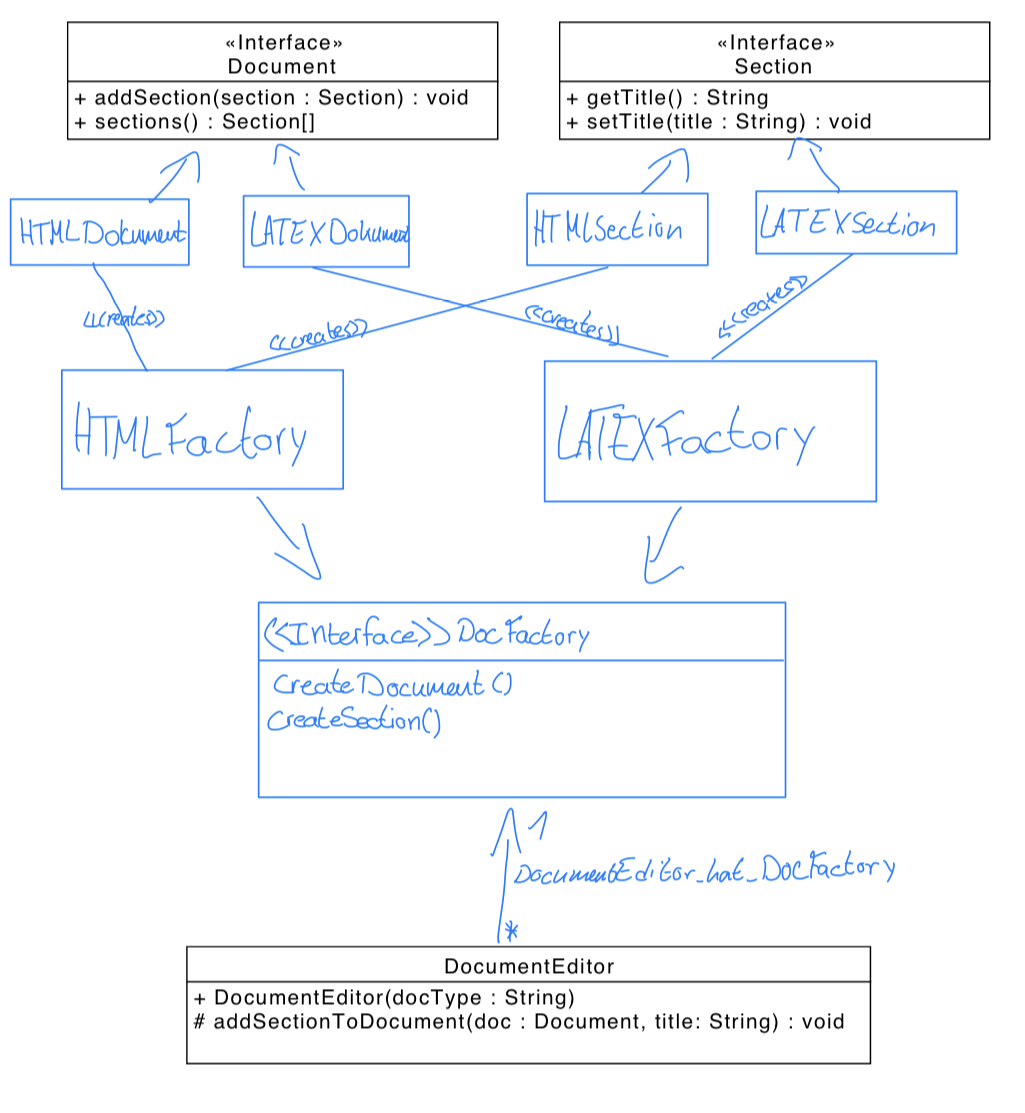 «Interface»
Document
+ addSection(section : Section) : void
+ sections() : Section[]
«Interface»
Section
+ getTitle() : String
+ setTitle(title : String) : void
HTMLDokument
LATEXDokument
HTMLSection
LATEXSection
<<creates>>
<<creates>>
<<creates>>
<<creates>>
HTMLFactory
LATEXFactory
<<Interface>> DocFactory
CreateDocument()
CreateSection()
1
DocumentEditor_hat_DocFactory
*
DocumentEditor
+ DocumentEditor(docType : String)
# addSectionToDocument(doc : Document, title: String) : void